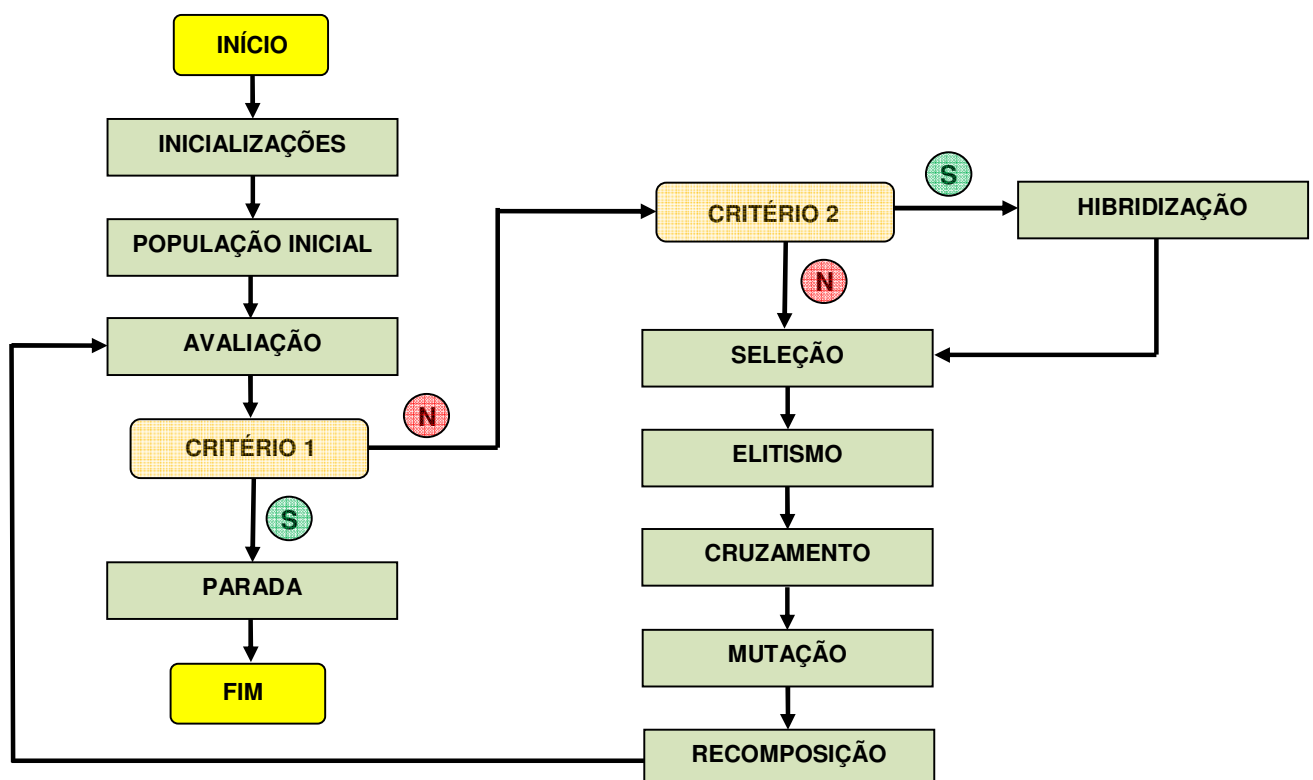 INÍCIO
INICIALIZAÇÕES
POPULAÇÃO INICIAL
AVALIAÇÃO
CRITÉRIO 1
N
S
PARADA
FIM
CRITÉRIO 2
S
HIBRIDIZAÇÃO
N
SELEÇÃO
ELITISMO
CRUZAMENTO
MUTAÇÃO
RECOMPOSIÇÃO